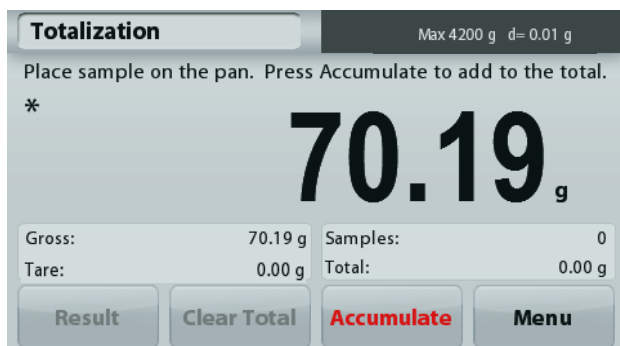 Totalization
Max 4200 g d= 0.01 g
Place sample on the pan. Press Accumulate to add to the total.
*
70.19 g
Gross: 70.19 g
Samples: 0
Tare: 0.00 g
Total: 0.00 g
Result
Clear Total
Accumulate
Menu